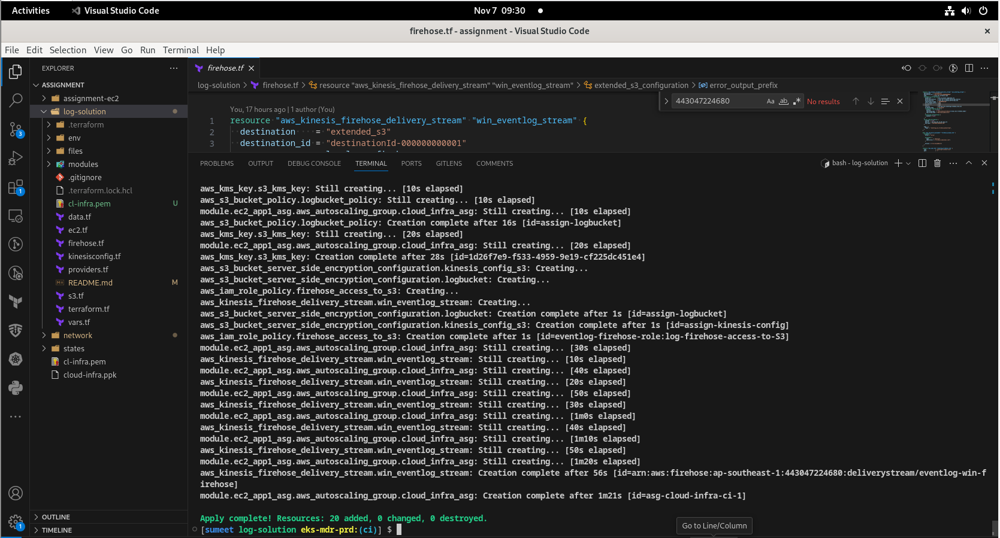 Activities
Visual Studio Code
Nov 7 09:30
firehose.tf - assignment - Visual Studio Code
File Edit Selection View Go Run Terminal Help
EXPLORER
ASSIGNMENT
assignment-ec2
log-solution
.terraform
env
files
modules
.gitignore
.terraform.lock.hcl
cl-infra.pem U
data.tf
ec2.tf
firehose.tf
kinesisconfig.tf
providers.tf
README.md M
s3.tf
terraform.tf
vars.tf
network
states
cl-infra.pem
cloud-infra.ppk
OUTLINE
TIMELINE
3
1
1
firehose.tf
log-solution > firehose.tf > resource "aws_kinesis_firehose_delivery_stream" "win_eventlog_stream" > extended_s3_configuration > error_output_prefix
443047224680 Aa ab No results
You, 17 hours ago | 1 author (You)
1 resource "aws_kinesis_firehose_delivery_stream" "win_eventlog_stream" {
2 destination = "extended_s3"
3 destination_id = "destinationId-000000000001"
PROBLEMS OUTPUT DEBUG CONSOLE TERMINAL PORTS GITLENS COMMENTS
bash - log-solution
aws_kms_key.s3_kms_key: Still creating... [10s elapsed]
aws_s3_bucket_policy.logbucket_policy: Still creating... [10s elapsed]
module.ec2_app1_asg.aws_autoscaling_group.cloud_infra_asg: Still creating... [10s elapsed]
aws_s3_bucket_policy.logbucket_policy: Creation complete after 16s [id=assign-logbucket]
aws_kms_key.s3_kms_key: Still creating... [20s elapsed]
module.ec2_app1_asg.aws_autoscaling_group.cloud_infra_asg: Still creating... [20s elapsed]
aws_kms_key.s3_kms_key: Creation complete after 28s [id=1d26f7e9-f533-4959-9e19-cf225dc451e4]
aws_s3_bucket_server_side_encryption_configuration.kinesis_config_s3: Creating...
aws_s3_bucket_server_side_encryption_configuration.logbucket: Creating...
aws_iam_role_policy.firehose_access_to_s3: Creating...
aws_kinesis_firehose_delivery_stream.win_eventlog_stream: Creating...
aws_s3_bucket_server_side_encryption_configuration.logbucket: Creation complete after 1s [id=assign-logbucket]
aws_s3_bucket_server_side_encryption_configuration.kinesis_config_s3: Creation complete after 1s [id=assign-kinesis-config]
aws_iam_role_policy.firehose_access_to_s3: Creation complete after 1s [id=eventlog-firehose-role:log-firehose-access-to-S3]
module.ec2_app1_asg.aws_autoscaling_group.cloud_infra_asg: Still creating... [30s elapsed]
aws_kinesis_firehose_delivery_stream.win_eventlog_stream: Still creating... [10s elapsed]
module.ec2_app1_asg.aws_autoscaling_group.cloud_infra_asg: Still creating... [40s elapsed]
aws_kinesis_firehose_delivery_stream.win_eventlog_stream: Still creating... [20s elapsed]
module.ec2_app1_asg.aws_autoscaling_group.cloud_infra_asg: Still creating... [50s elapsed]
aws_kinesis_firehose_delivery_stream.win_eventlog_stream: Still creating... [30s elapsed]
module.ec2_app1_asg.aws_autoscaling_group.cloud_infra_asg: Still creating... [1m0s elapsed]
aws_kinesis_firehose_delivery_stream.win_eventlog_stream: Still creating... [40s elapsed]
module.ec2_app1_asg.aws_autoscaling_group.cloud_infra_asg: Still creating... [1m10s elapsed]
aws_kinesis_firehose_delivery_stream.win_eventlog_stream: Still creating... [50s elapsed]
module.ec2_app1_asg.aws_autoscaling_group.cloud_infra_asg: Still creating... [1m20s elapsed]
aws_kinesis_firehose_delivery_stream.win_eventlog_stream: Creation complete after 56s [id=arn:aws:firehose:ap-southeast-1:443047224680:deliverystream/eventlog-win-f
irehose]
module.ec2_app1_asg.aws_autoscaling_group.cloud_infra_asg: Creation complete after 1m21s [id=asg-cloud-infra-ci-1]
Apply complete! Resources: 20 added, 0 changed, 0 destroyed.
[sumeet log-solution eks-mdr-prd:(ci)] $
Go to Line/Column